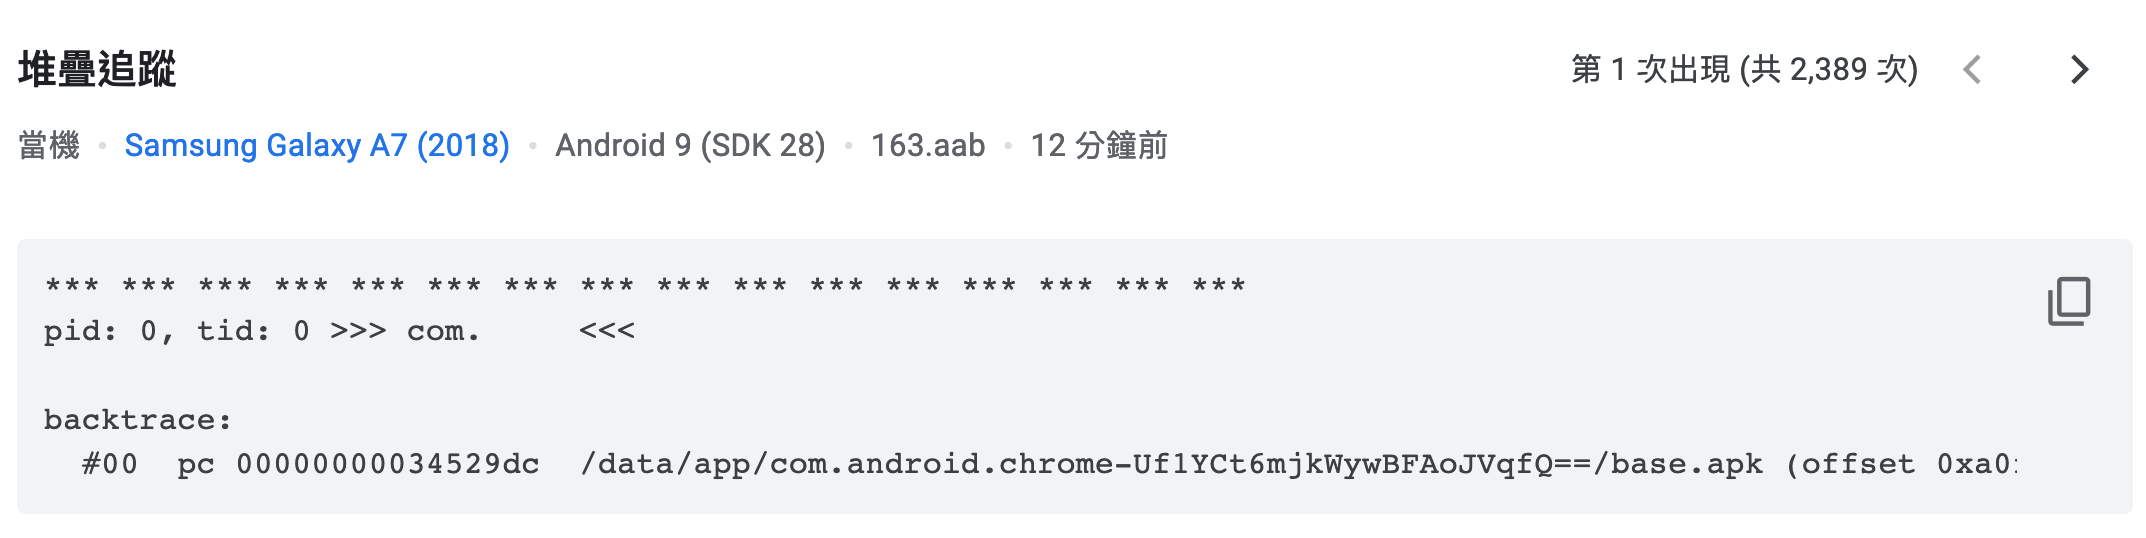 堆疊追蹤
第 1 次出現 (共 2,389 次)
當機 • Samsung Galaxy A7 (2018) • Android 9 (SDK 28) • 163.aab • 12 分鐘前
*** *** *** *** *** *** *** *** *** *** *** *** *** *** *** ***
pid: 0, tid: 0 >>> com.     <<<
backtrace:
#00  pc 00000000034529dc  /data/app/com.android.chrome-Uf1YCt6mjkWywBFAoJVqfQ==/base.apk (offset 0xa0